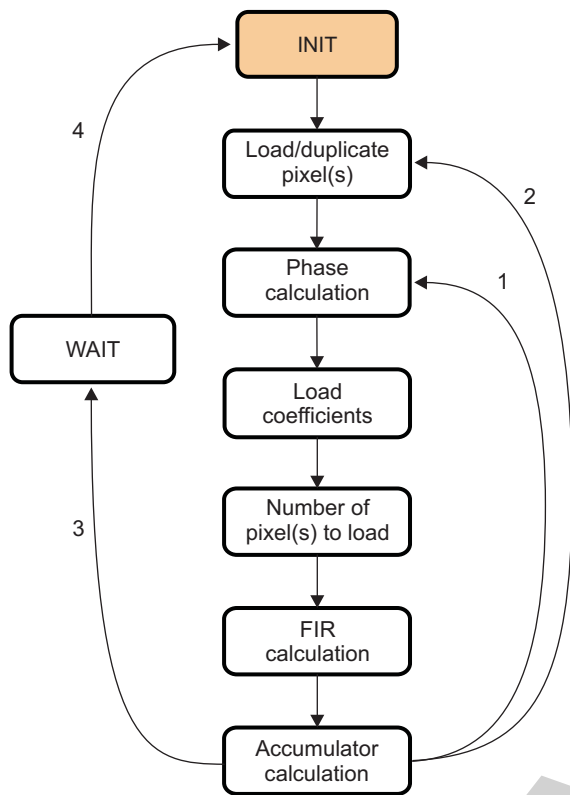 INIT
4
Load/duplicate
pixel(s)
2
Phase
calculation
1
WAIT
Load
coefficients
Number of
pixel(s) to load
3
FIR
calculation
Accumulator
calculation